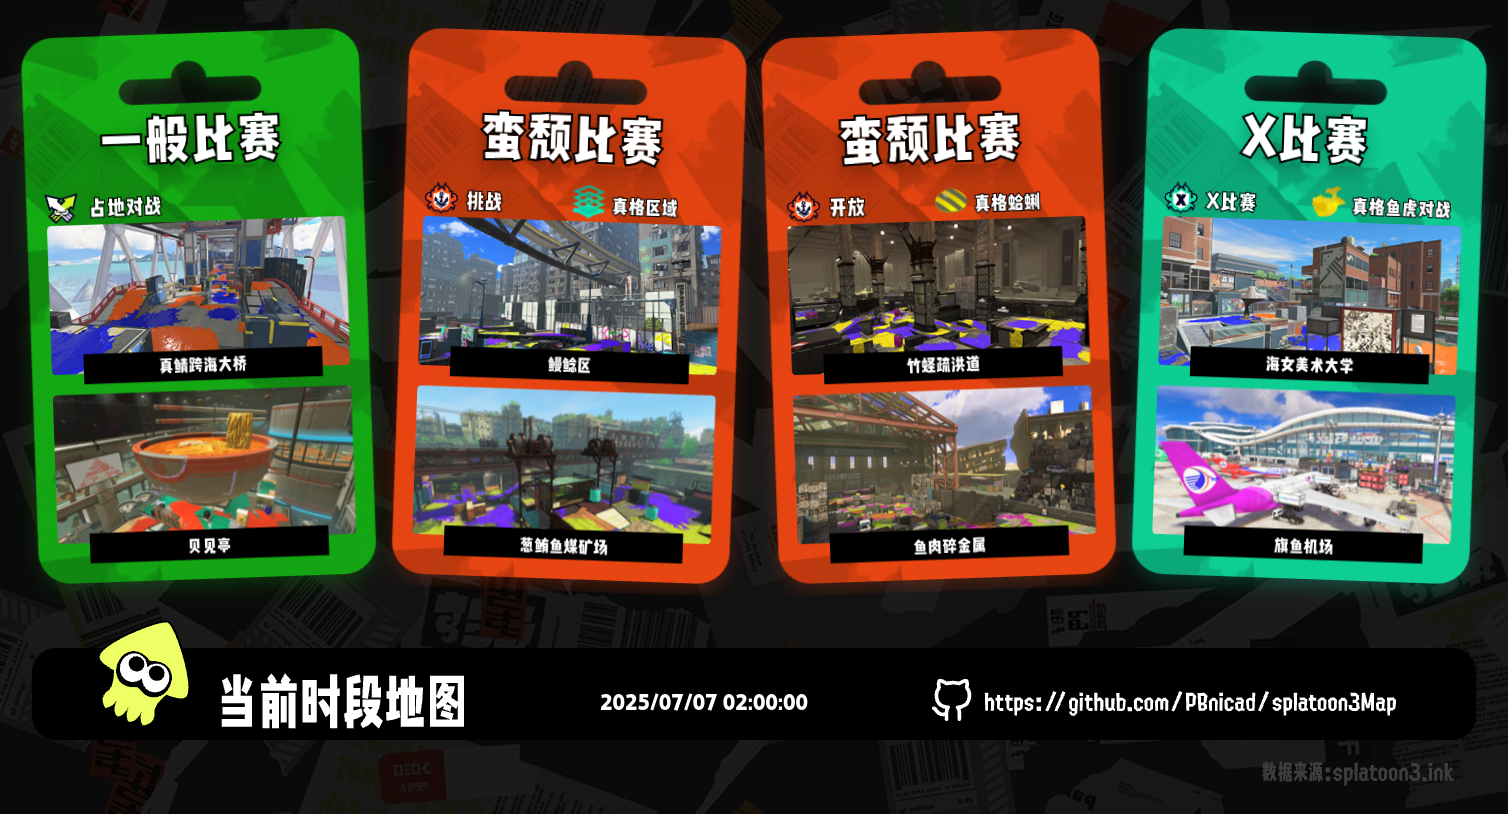 一般比赛
占地对战
真鲭跨海大桥
贝见亭
蛮颓比赛
挑战
真格区域
鳗鲶区
葱鲔鱼煤矿场
蛮颓比赛
开放
真格蛤蜊
竹蛏疏洪道
鱼肉碎金属
X比赛
X比赛
真格鱼虎对战
海女美术大学
旗鱼机场
当前时段地图
2025/07/07 02:00:00
https://github.com/PBnicad/splatoon3Map
数据来源:splatoon3.ink